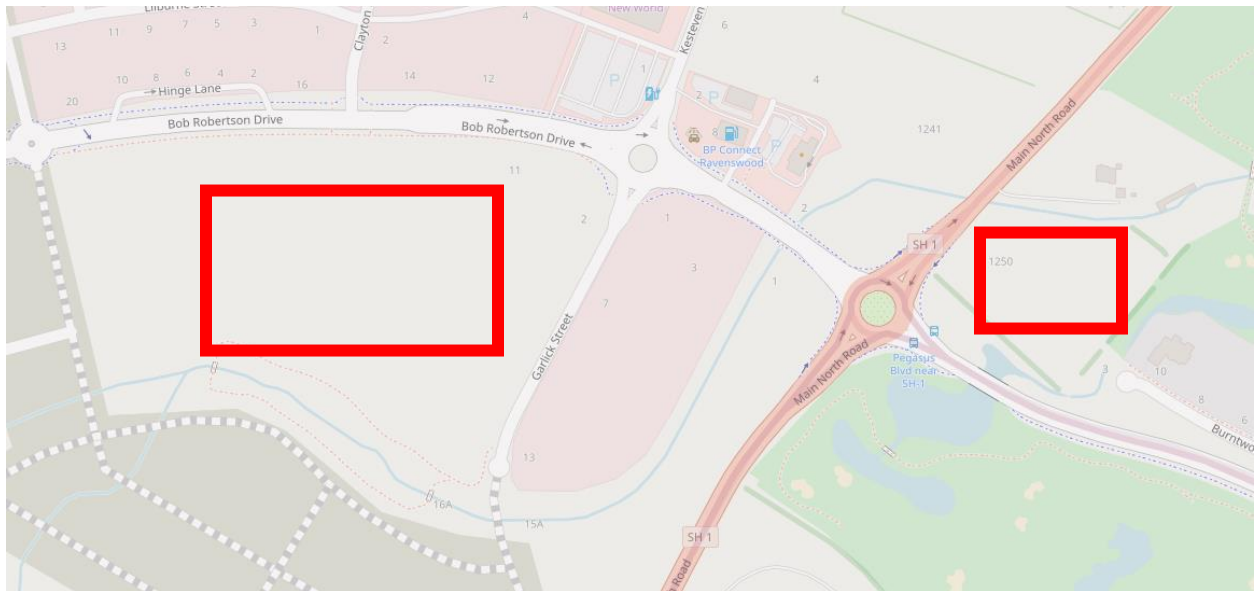 Lilburne Stre
New World
13
11
9
7
5
3
1
Clayton
2
4
Kesteven
6
10
8
6
4
2
Hinge Lane
16
14
12
20
P
1
2
P
4
Bob Robertson Drive
Bob Robertson Drive
8
BP Connect
Ravenswood
P
1241
Main North Road
11
2
2
1
3
1
SH 1
1250
7
Garlick Street
Pegasus
Blvd near
SH-1
Main North Road
3
10
8
6
Burntwo
13
16A
15A
SH 1
Road